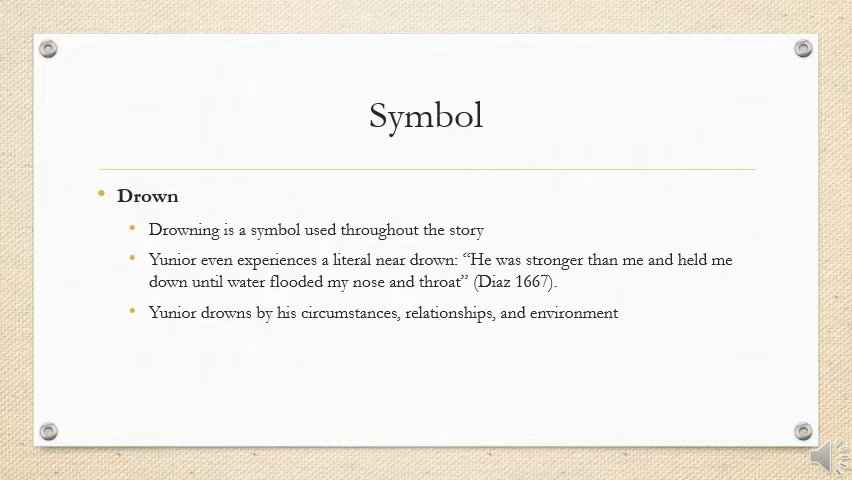 Symbol
• Drown
• Drowning is a symbol used throughout the story
• Yunior even experiences a literal near drown: “He was stronger than me and held me
down until water flooded my nose and throat” (Diaz 1667).
• Yunior drowns by his circumstances, relationships, and environment